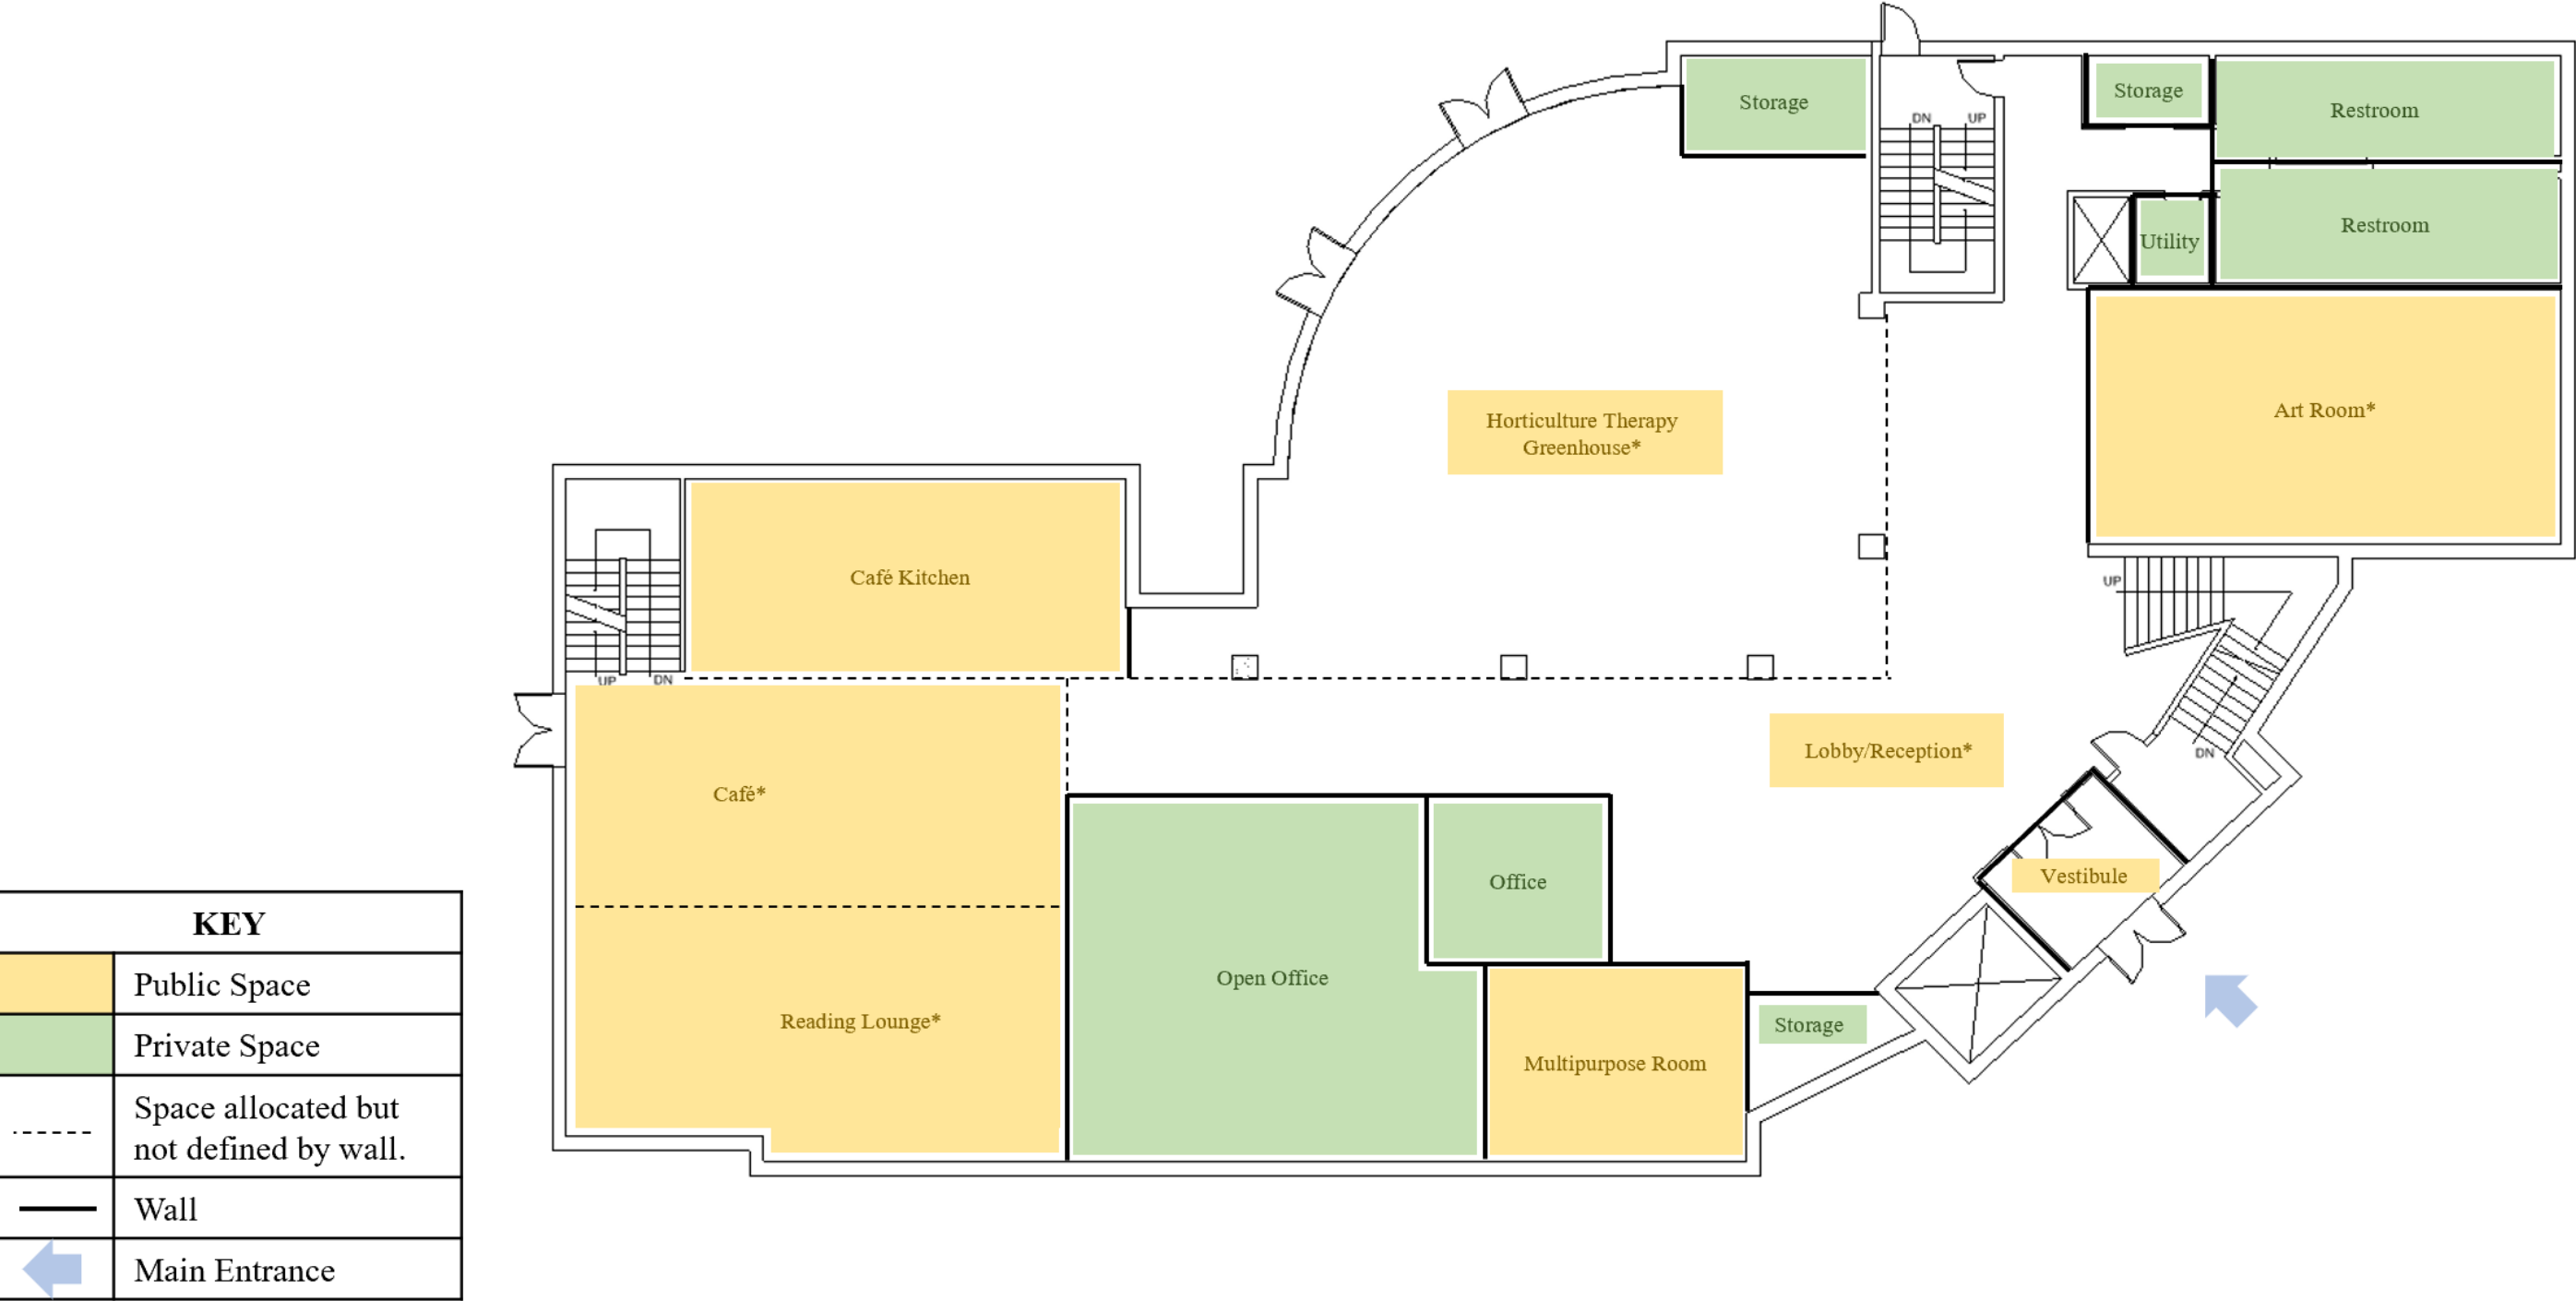 Storage
DN
UP
Storage
Restroom
Restroom
Utility
Horticulture Therapy
Greenhouse*
Art Room*
Café Kitchen
UP
UP
DN
Café*
Lobby/Reception*
DN
Vestibule
Office
Open Office
Reading Lounge*
Storage
Multipurpose Room
KEY
Public Space
Private Space
Space allocated but
not defined by wall.
Wall
Main Entrance